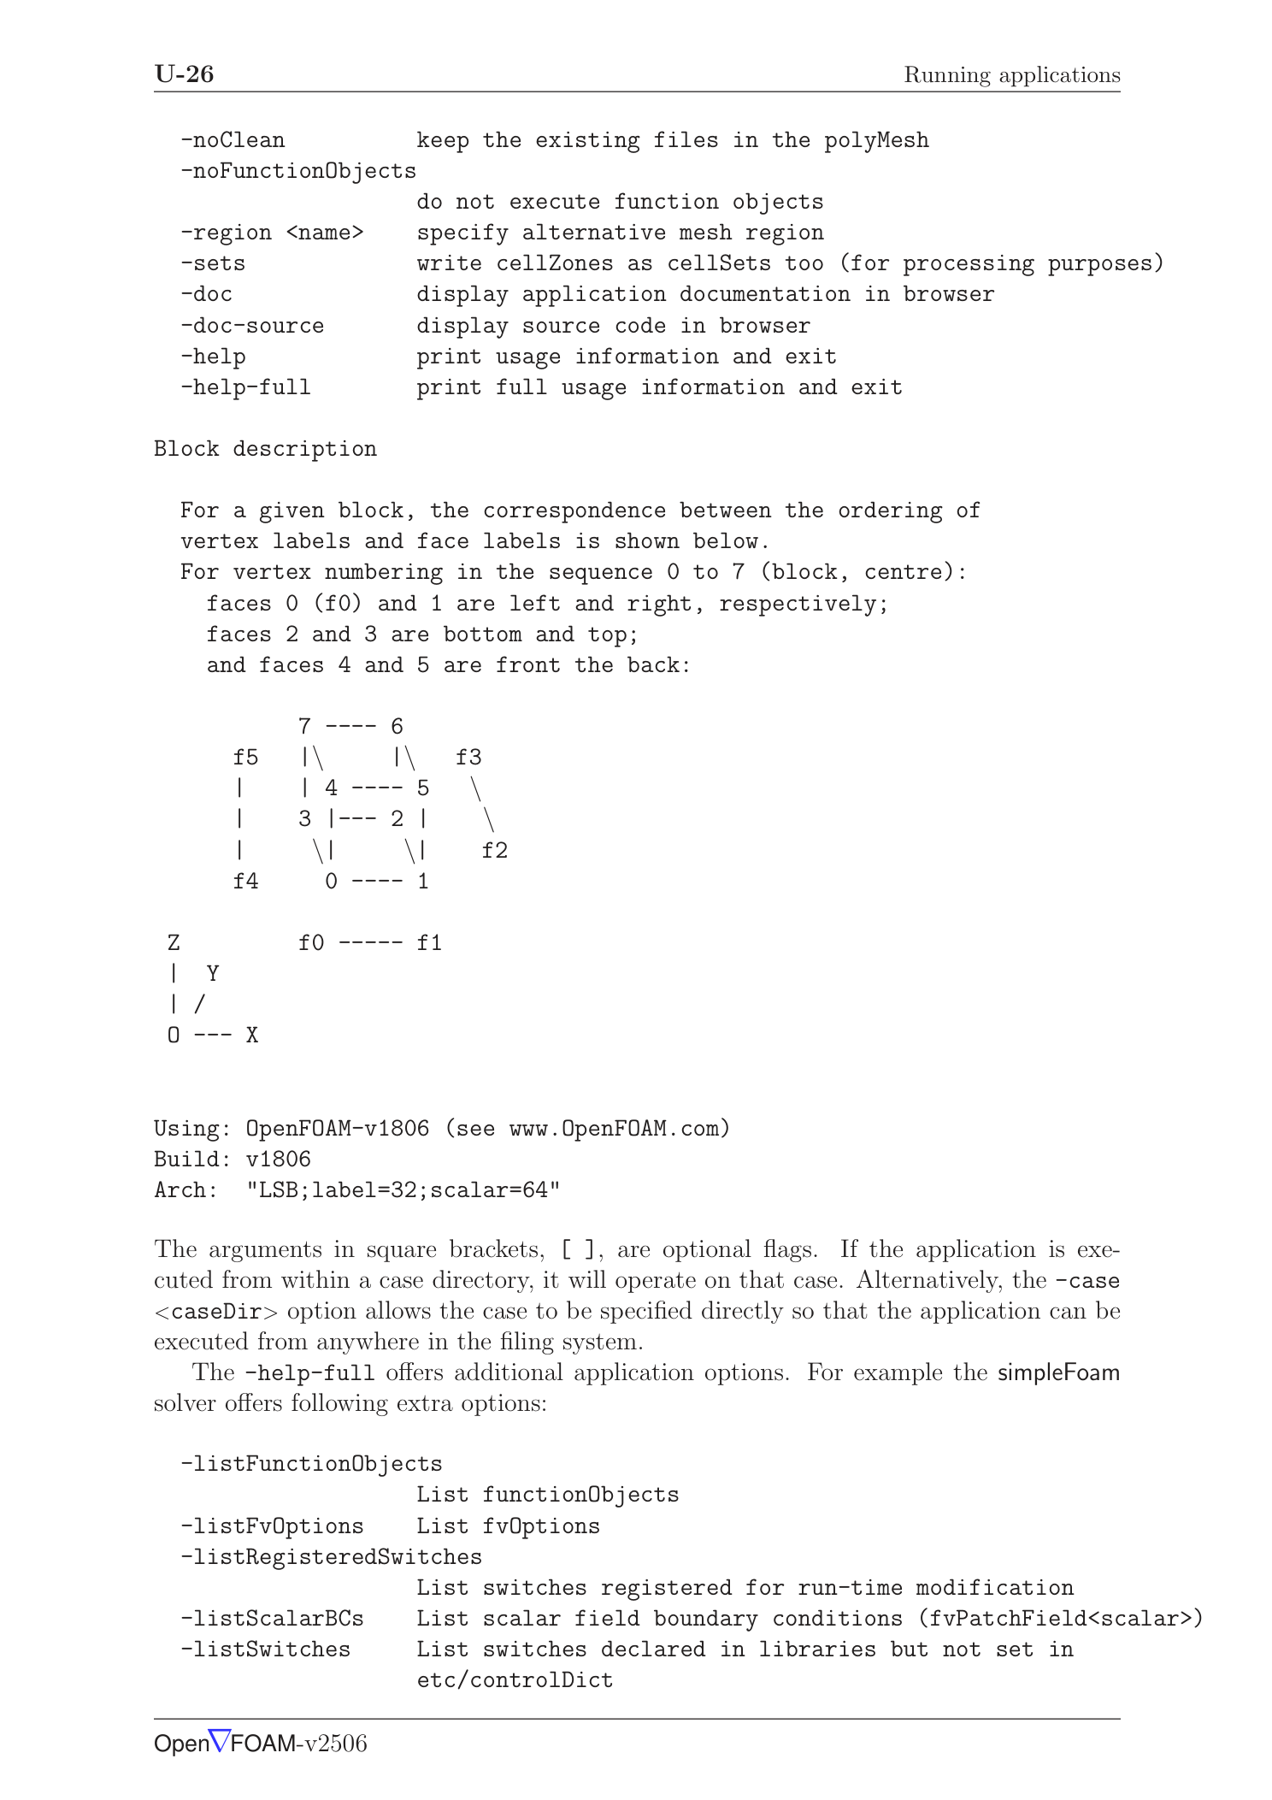 U-26 Running applications
-noClean keep the existing files in the polyMesh
-noFunctionObjects
do not execute function objects
-region <name> specify alternative mesh region
-sets write cellZones as cellSets too (for processing purposes)
-doc display application documentation in browser
-doc-source display source code in browser
-help print usage information and exit
-help-full print full usage information and exit
Block description
For a given block, the correspondence between the ordering of
vertex labels and face labels is shown below.
For vertex numbering in the sequence 0 to 7 (block, centre):
faces 0 (f0) and 1 are left and right, respectively;
faces 2 and 3 are bottom and top;
and faces 4 and 5 are front the back:
           7 ---- 6
      f5   |\     |\   f3
      |    | 4 ---- 5   \
      |    3 |--- 2 |    \
      |     \|     \|    f2
      f4     0 ---- 1
 Z         f0 ----- f1
 |  Y
 | /
 O --- X
Using: OpenFOAM-v1806 (see www.OpenFOAM.com)
Build: v1806
Arch:  "LSB;label=32;scalar=64"
The arguments in square brackets, [ ], are optional flags. If the application is exe-
cuted from within a case directory, it will operate on that case. Alternatively, the -case
<caseDir> option allows the case to be specified directly so that the application can be
executed from anywhere in the filing system.
The -help-full offers additional application options. For example the simpleFoam
solver offers following extra options:
-listFunctionObjects
List functionObjects
-listFvOptions List fvOptions
-listRegisteredSwitches
List switches registered for run-time modification
-listScalarBCs List scalar field boundary conditions (fvPatchField<scalar>)
-listSwitches List switches declared in libraries but not set in
etc/controlDict
Open∇FOAM-v2506